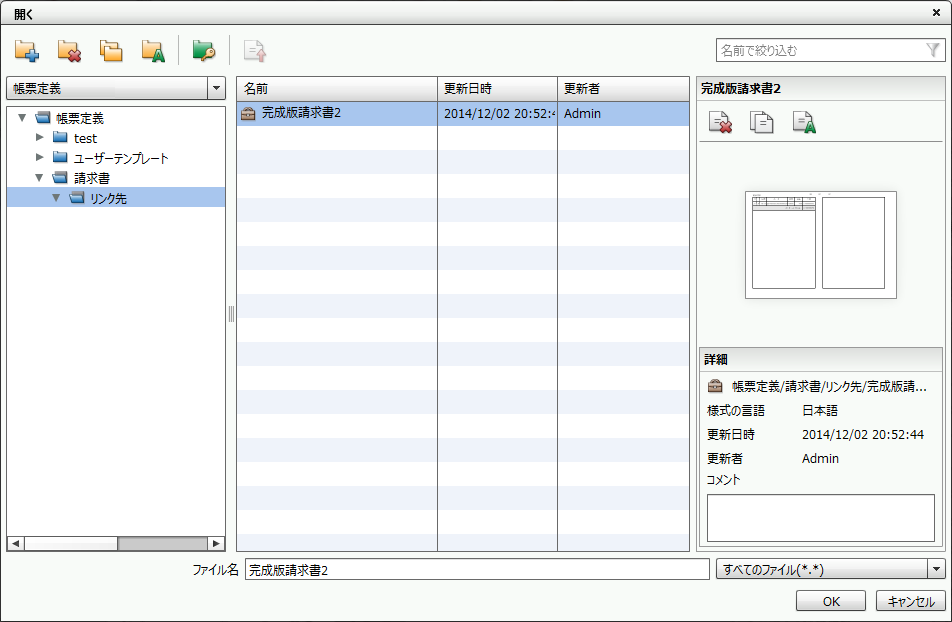 開く
名前で絞り込む
帳票定義
帳票定義
test
ユーザーテンプレート
請求書
リンク先
名前 更新日時 更新者
完成版請求書2 2014/12/02 20:52:4 Admin
完成版請求書2
詳細
帳票定義/請求書/リンク先/完成版請...
様式の言語 日本語
更新日時 2014/12/02 20:52:44
更新者 Admin
コメント
ファイル名 完成版請求書2 すべてのファイル(*.*)
OK キャンセル